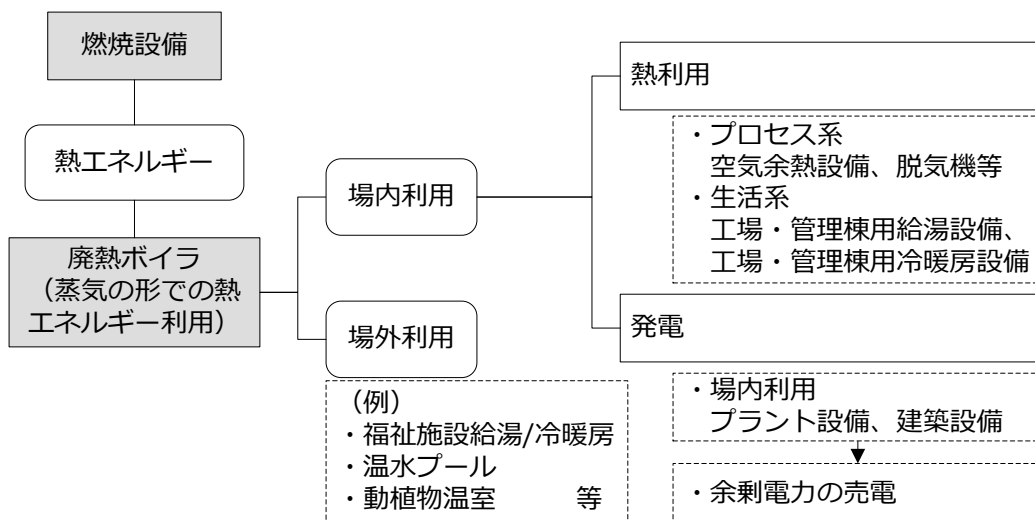 燃焼設備
熱エネルギー
廃熱ボイラ
（蒸気の形での熱
エネルギー利用）
場内利用
場外利用
（例）
・福祉施設給湯/冷暖房
・温水プール
・動植物温室　　　等
熱利用
・プロセス系
空気余熱設備、脱気機等
・生活系
工場・管理棟用給湯設備、
工場・管理棟用冷暖房設備
発電
・場内利用
プラント設備、建築設備
・余剰電力の売電